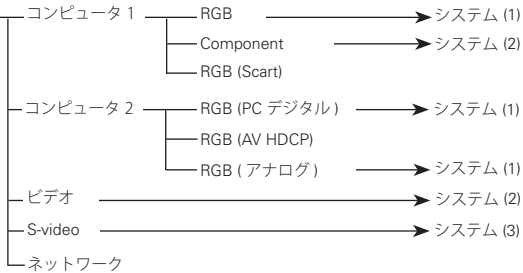 コンピュータ 1 RGB システム (1)
Component システム (2)
RGB (Scart)
コンピュータ 2 RGB (PC デジタル ) システム (1)
RGB (AV HDCP)
RGB ( アナログ ) システム (1)
ビデオ システム (2)
S-video システム (3)
ネットワーク